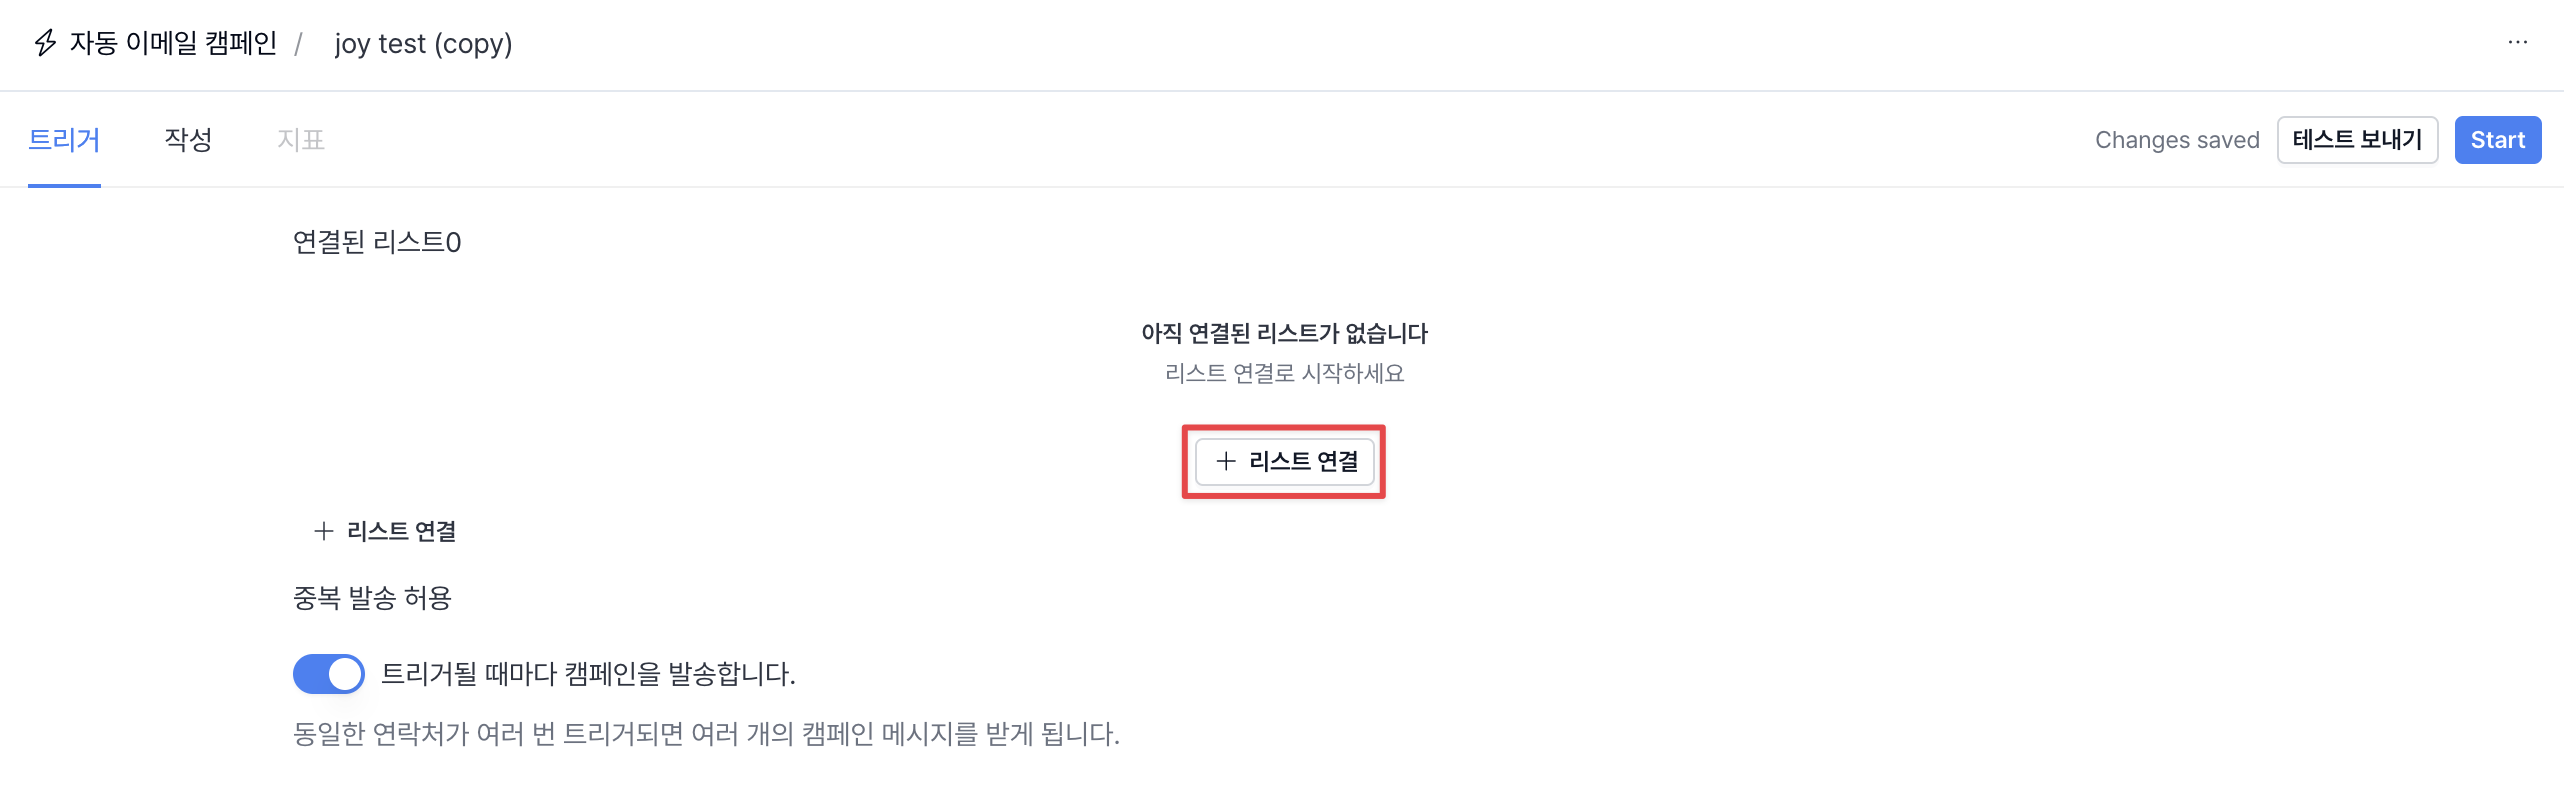 자동 이메일 캠페인 / joy test (copy)
트리거 작성 지표 Changes saved 테스트 보내기 Start
연결된 리스트0
아직 연결된 리스트가 없습니다
리스트 연결로 시작하세요
+ 리스트 연결
+ 리스트 연결
중복 발송 허용
트리거될 때마다 캠페인을 발송합니다.
동일한 연락처가 여러 번 트리거되면 여러 개의 캠페인 메시지를 받게 됩니다.